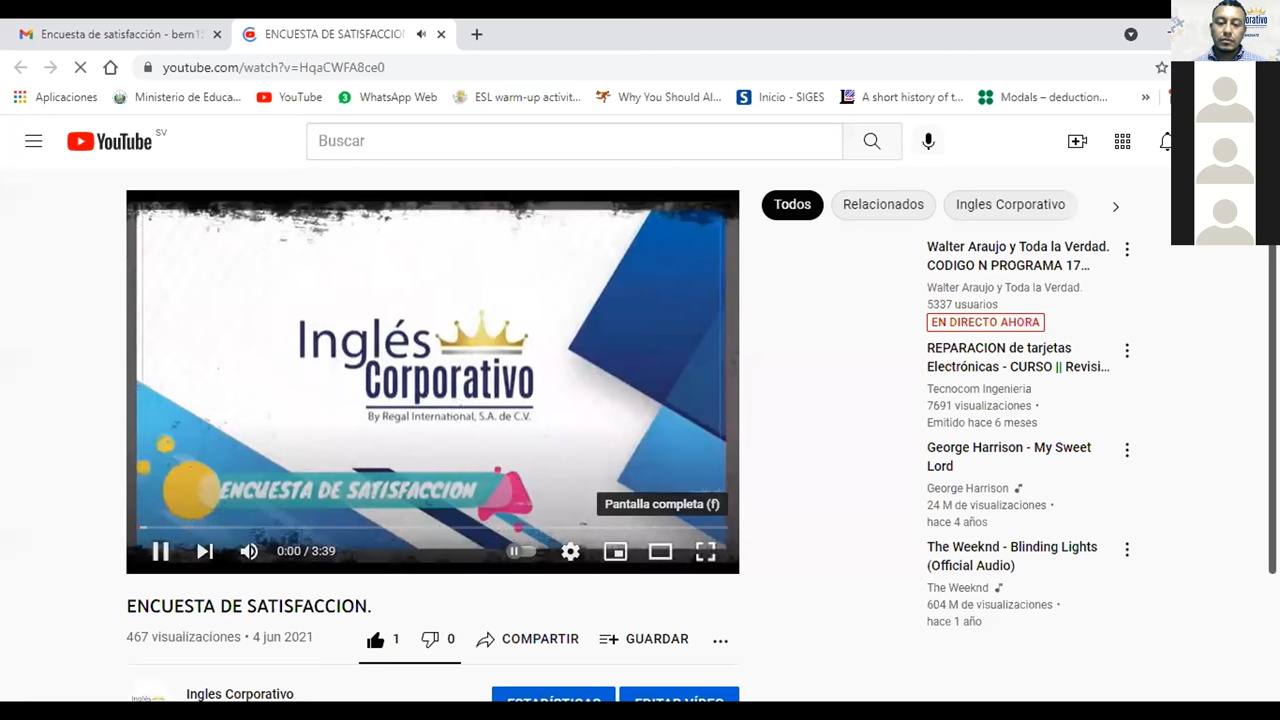 Encuesta de satisfacción - bern15
ENCUESTA DE SATISFACCION
youtube.com/watch?v=HqaCWFA8ce0
Aplicaciones
Ministerio de Educa...
YouTube
WhatsApp Web
ESL warm-up activit...
Why You Should Al...
Inicio - SIGES
A short history of t...
Modals – deduction...
»
YouTube SV
Buscar
Todos
Relacionados
Ingles Corporativo
Inglés
Corporativo
By Regal International, S.A. de C.V.
ENCUESTA DE SATISFACCION
Pantalla completa (f)
0:00 / 3:39
ENCUESTA DE SATISFACCION.
467 visualizaciones • 4 jun 2021
1
0
COMPARTIR
GUARDAR
Ingles Corporativo
ESTADÍSTICAS
EDITAR VÍDEO
Walter Araujo y Toda la Verdad.
CODIGO N PROGRAMA 17...
Walter Araujo y Toda la Verdad.
5337 usuarios
EN DIRECTO AHORA
REPARACION de tarjetas
Electrónicas - CURSO || Revisi...
Tecnocom Ingenieria
7691 visualizaciones •
Emitido hace 6 meses
George Harrison - My Sweet
Lord
George Harrison
24 M de visualizaciones •
hace 4 años
The Weeknd - Blinding Lights
(Official Audio)
The Weeknd
604 M de visualizaciones •
hace 1 año